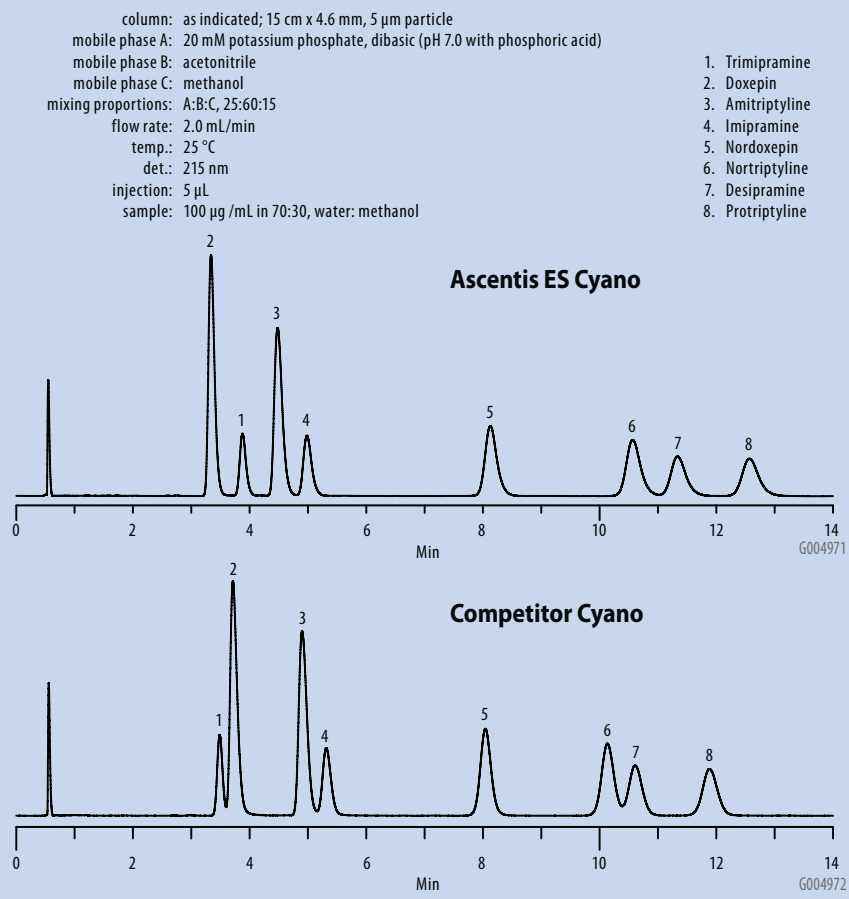 column: as indicated; 15 cm x 4.6 mm, 5 µm particle
mobile phase A: 20 mM potassium phosphate, dibasic (pH 7.0 with phosphoric acid)
mobile phase B: acetonitrile
mobile phase C: methanol
mixing proportions: A:B:C, 25:60:15
flow rate: 2.0 mL/min
temp.: 25 °C
det.: 215 nm
injection: 5 µL
sample: 100 µg /mL in 70:30, water: methanol
1. Trimipramine
2. Doxepin
3. Amitriptyline
4. Imipramine
5. Nordoxepin
6. Nortriptyline
7. Desipramine
8. Protriptyline
Ascentis ES Cyano
2
1
3
4
5
6
7
8
0 2 4 6 8 10 12 14
Min
G004971
Competitor Cyano
1
2
3
4
5
6
7
8
0 2 4 6 8 10 12 14
Min
G004972